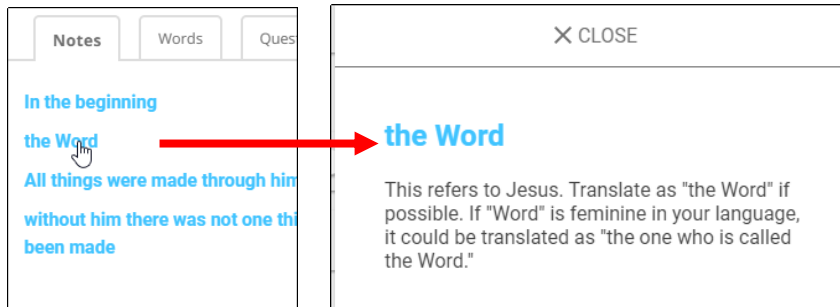 Notes
Words
In the beginning
the Word
All things were made through him
without him there was not one
been made
CLOSE
the Word
This refers to Jesus. Translate as "the Word" if
possible. If "Word" is feminine in your language,
it could be translated as "the one who is called
the Word."